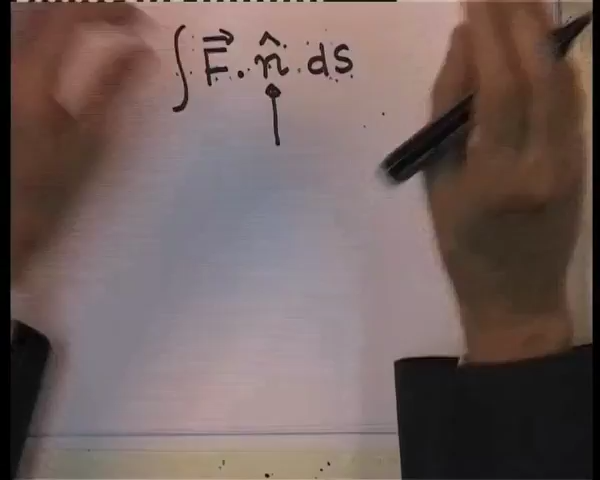 ∫ F⃗ . n̂ ds